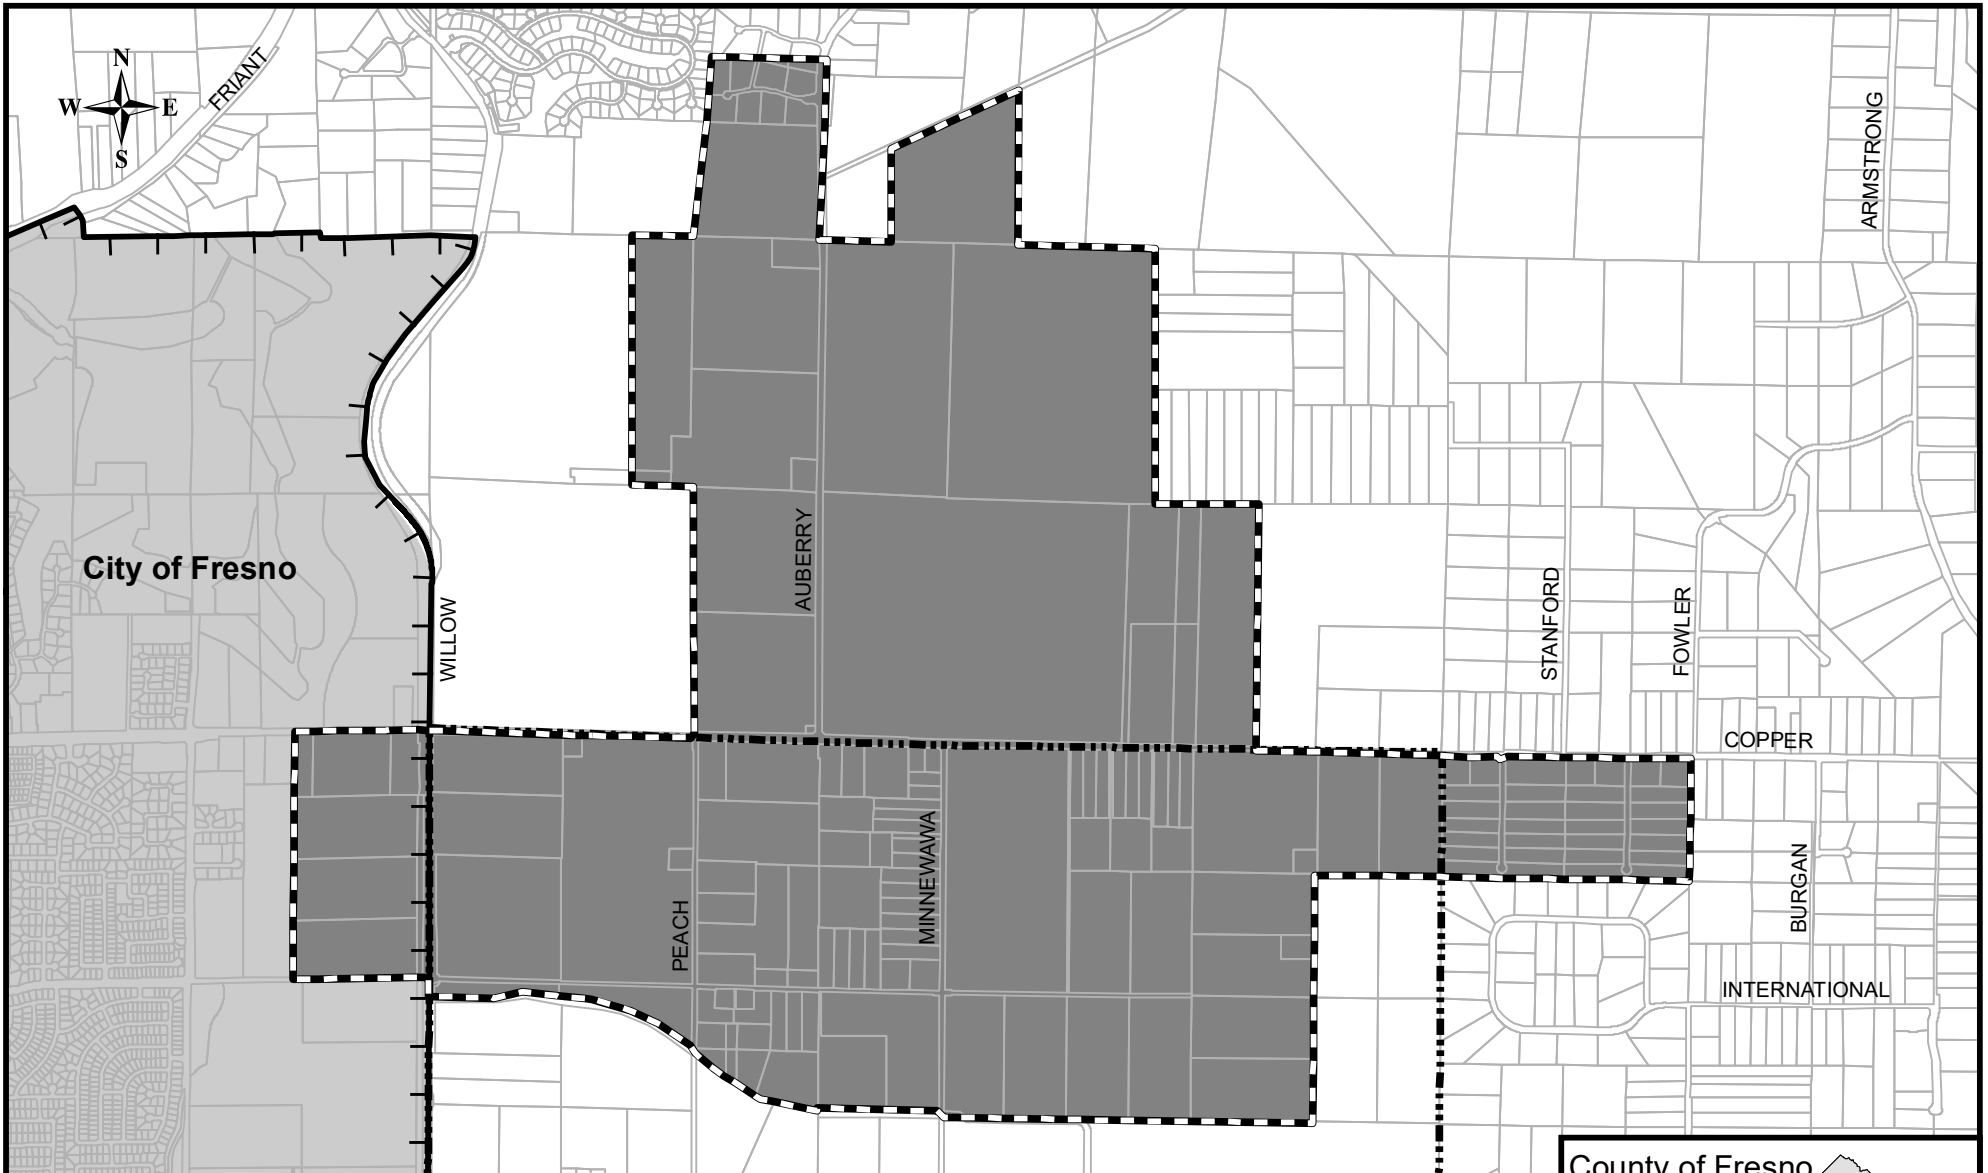 N
W E
S
FRIANT
ARMSTRONG
City of Fresno
AUBERRY
WILLOW
STANFORD
FOWLER
COPPER
MINNEWAWA
PEACH
BURGAN
INTERNATIONAL
County of Fresno